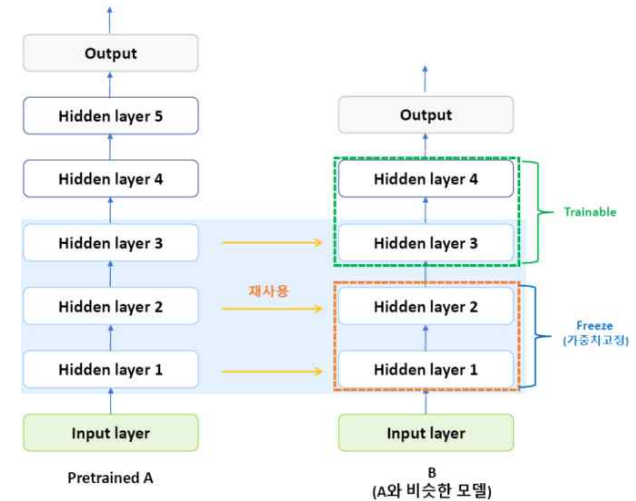 Output
Hidden layer 5
Hidden layer 4
Hidden layer 3
Hidden layer 2
Hidden layer 1
Input layer
Pretrained A
재사용
Output
Hidden layer 4
Hidden layer 3
Hidden layer 2
Hidden layer 1
Input layer
B
(A와 비슷한 모델)
Trainable
Freeze
(가중치고정)